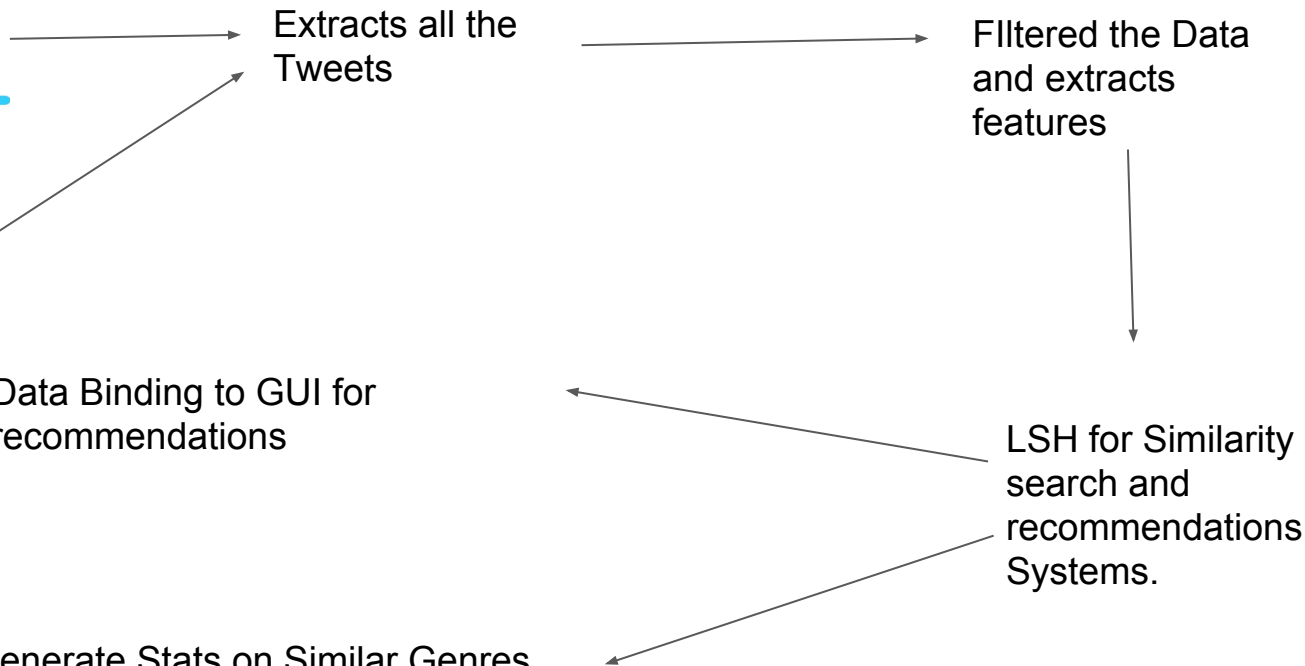 Extracts all the
Tweets
FIltered the Data
and extracts
features
Data Binding to GUI for
recommendations
LSH for Similarity
search and
recommendations
Systems.
enerate Stats on Similar Genres